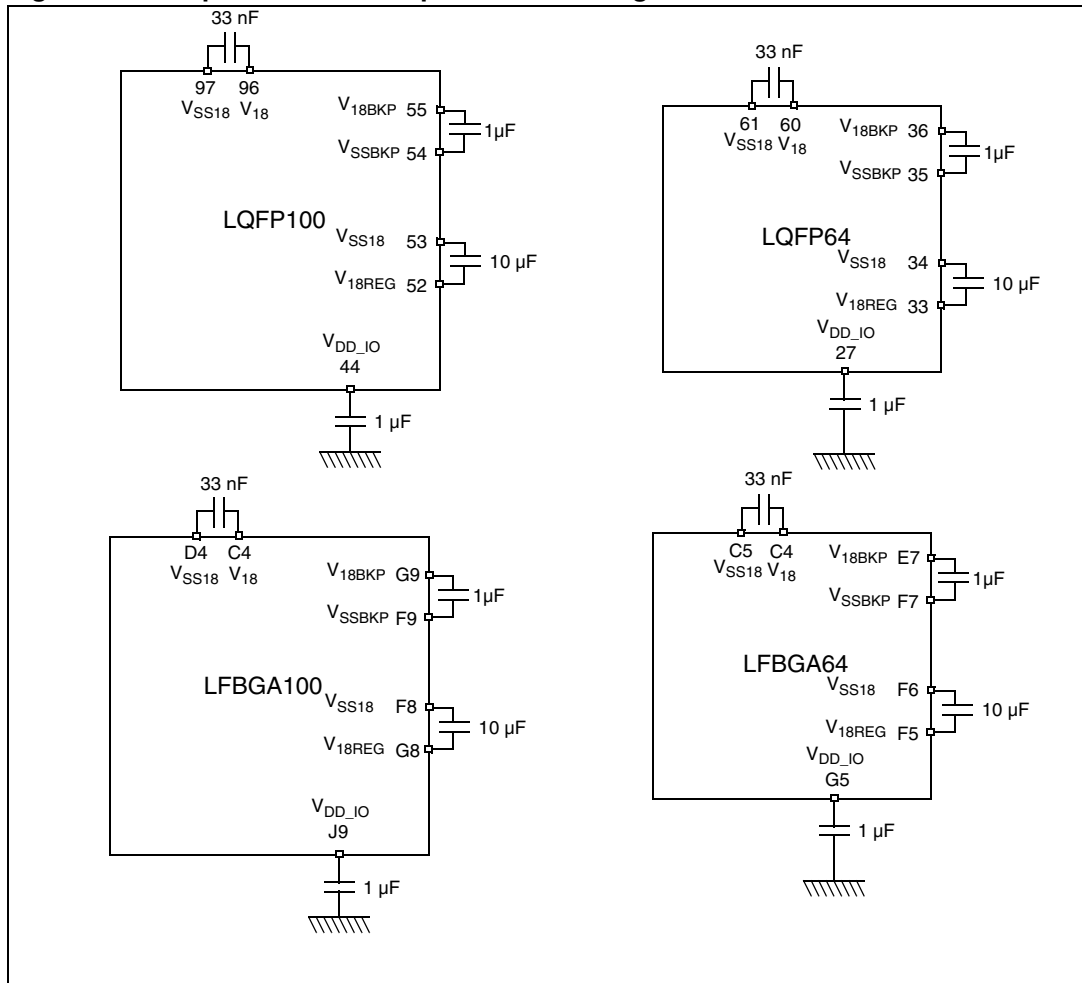 33 nF
97 96
VSS18 V18
V18BKP 55
1µF
VSSBKP 54
LQFP100
VSS18 53
10 µF
V18REG 52
VDD_IO
44
1 µF
33 nF
61 60
VSS18 V18
V18BKP 36
1µF
VSSBKP 35
LQFP64
VSS18 34
10 µF
V18REG 33
VDD_IO
27
1 µF
33 nF
D4 C4
VSS18 V18
V18BKP G9
1µF
VSSBKP F9
LFBGA100
VSS18 F8
10 µF
V18REG G8
VDD_IO
J9
1 µF
33 nF
C5 C4
VSS18 V18
V18BKP E7
1µF
VSSBKP F7
LFBGA64
VSS18 F6
10 µF
V18REG F5
VDD_IO
G5
1 µF